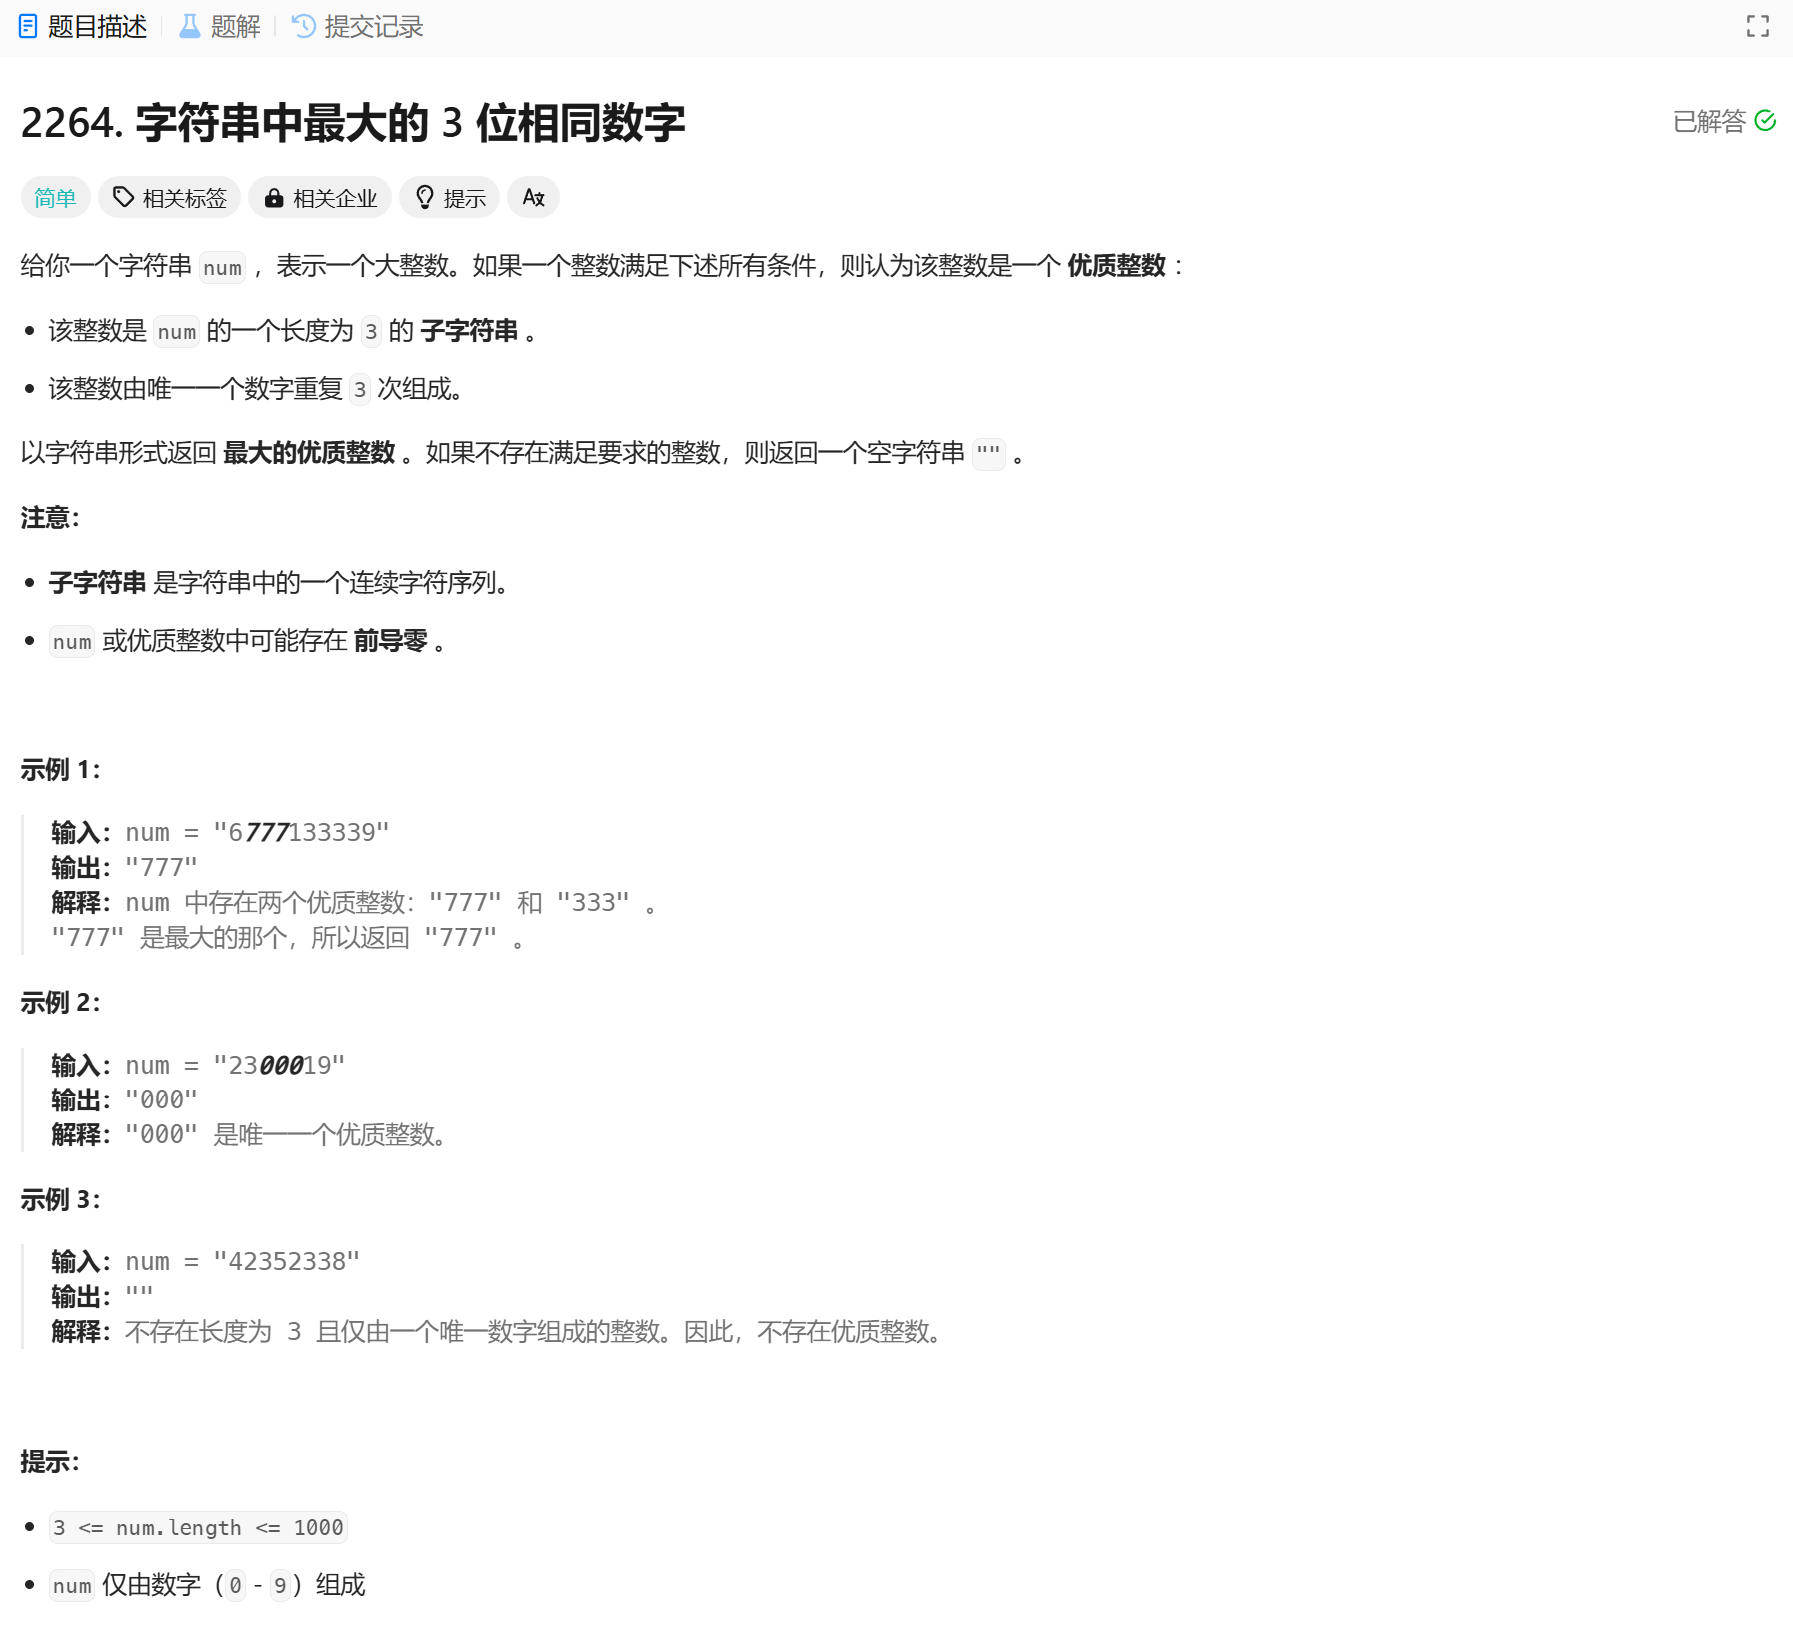 题目描述 题解 提交记录
2264. 字符串中最大的 3 位相同数字
已解答
简单 相关标签 相关企业 提示
给你一个字符串 num ，表示一个大整数。如果一个整数满足下述所有条件，则认为该整数是一个 优质整数 ：
• 该整数是 num 的一个长度为 3 的 子字符串 。
• 该整数由唯一一个数字重复 3 次组成。
以字符串形式返回 最大的优质整数 。如果不存在满足要求的整数，则返回一个空字符串 "" 。
注意：
• 子字符串 是字符串中的一个连续字符序列。
• num 或优质整数中可能存在 前导零 。
示例 1：
输入：num = "6777133339"
输出："777"
解释：num 中存在两个优质整数："777" 和 "333" 。
"777" 是最大的那个，所以返回 "777" 。
示例 2：
输入：num = "2300019"
输出："000"
解释："000" 是唯一一个优质整数。
示例 3：
输入：num = "42352338"
输出：""
解释：不存在长度为 3 且仅由一个唯一数字组成的整数。因此，不存在优质整数。
提示：
• 3 <= num.length <= 1000
• num 仅由数字（0 - 9）组成